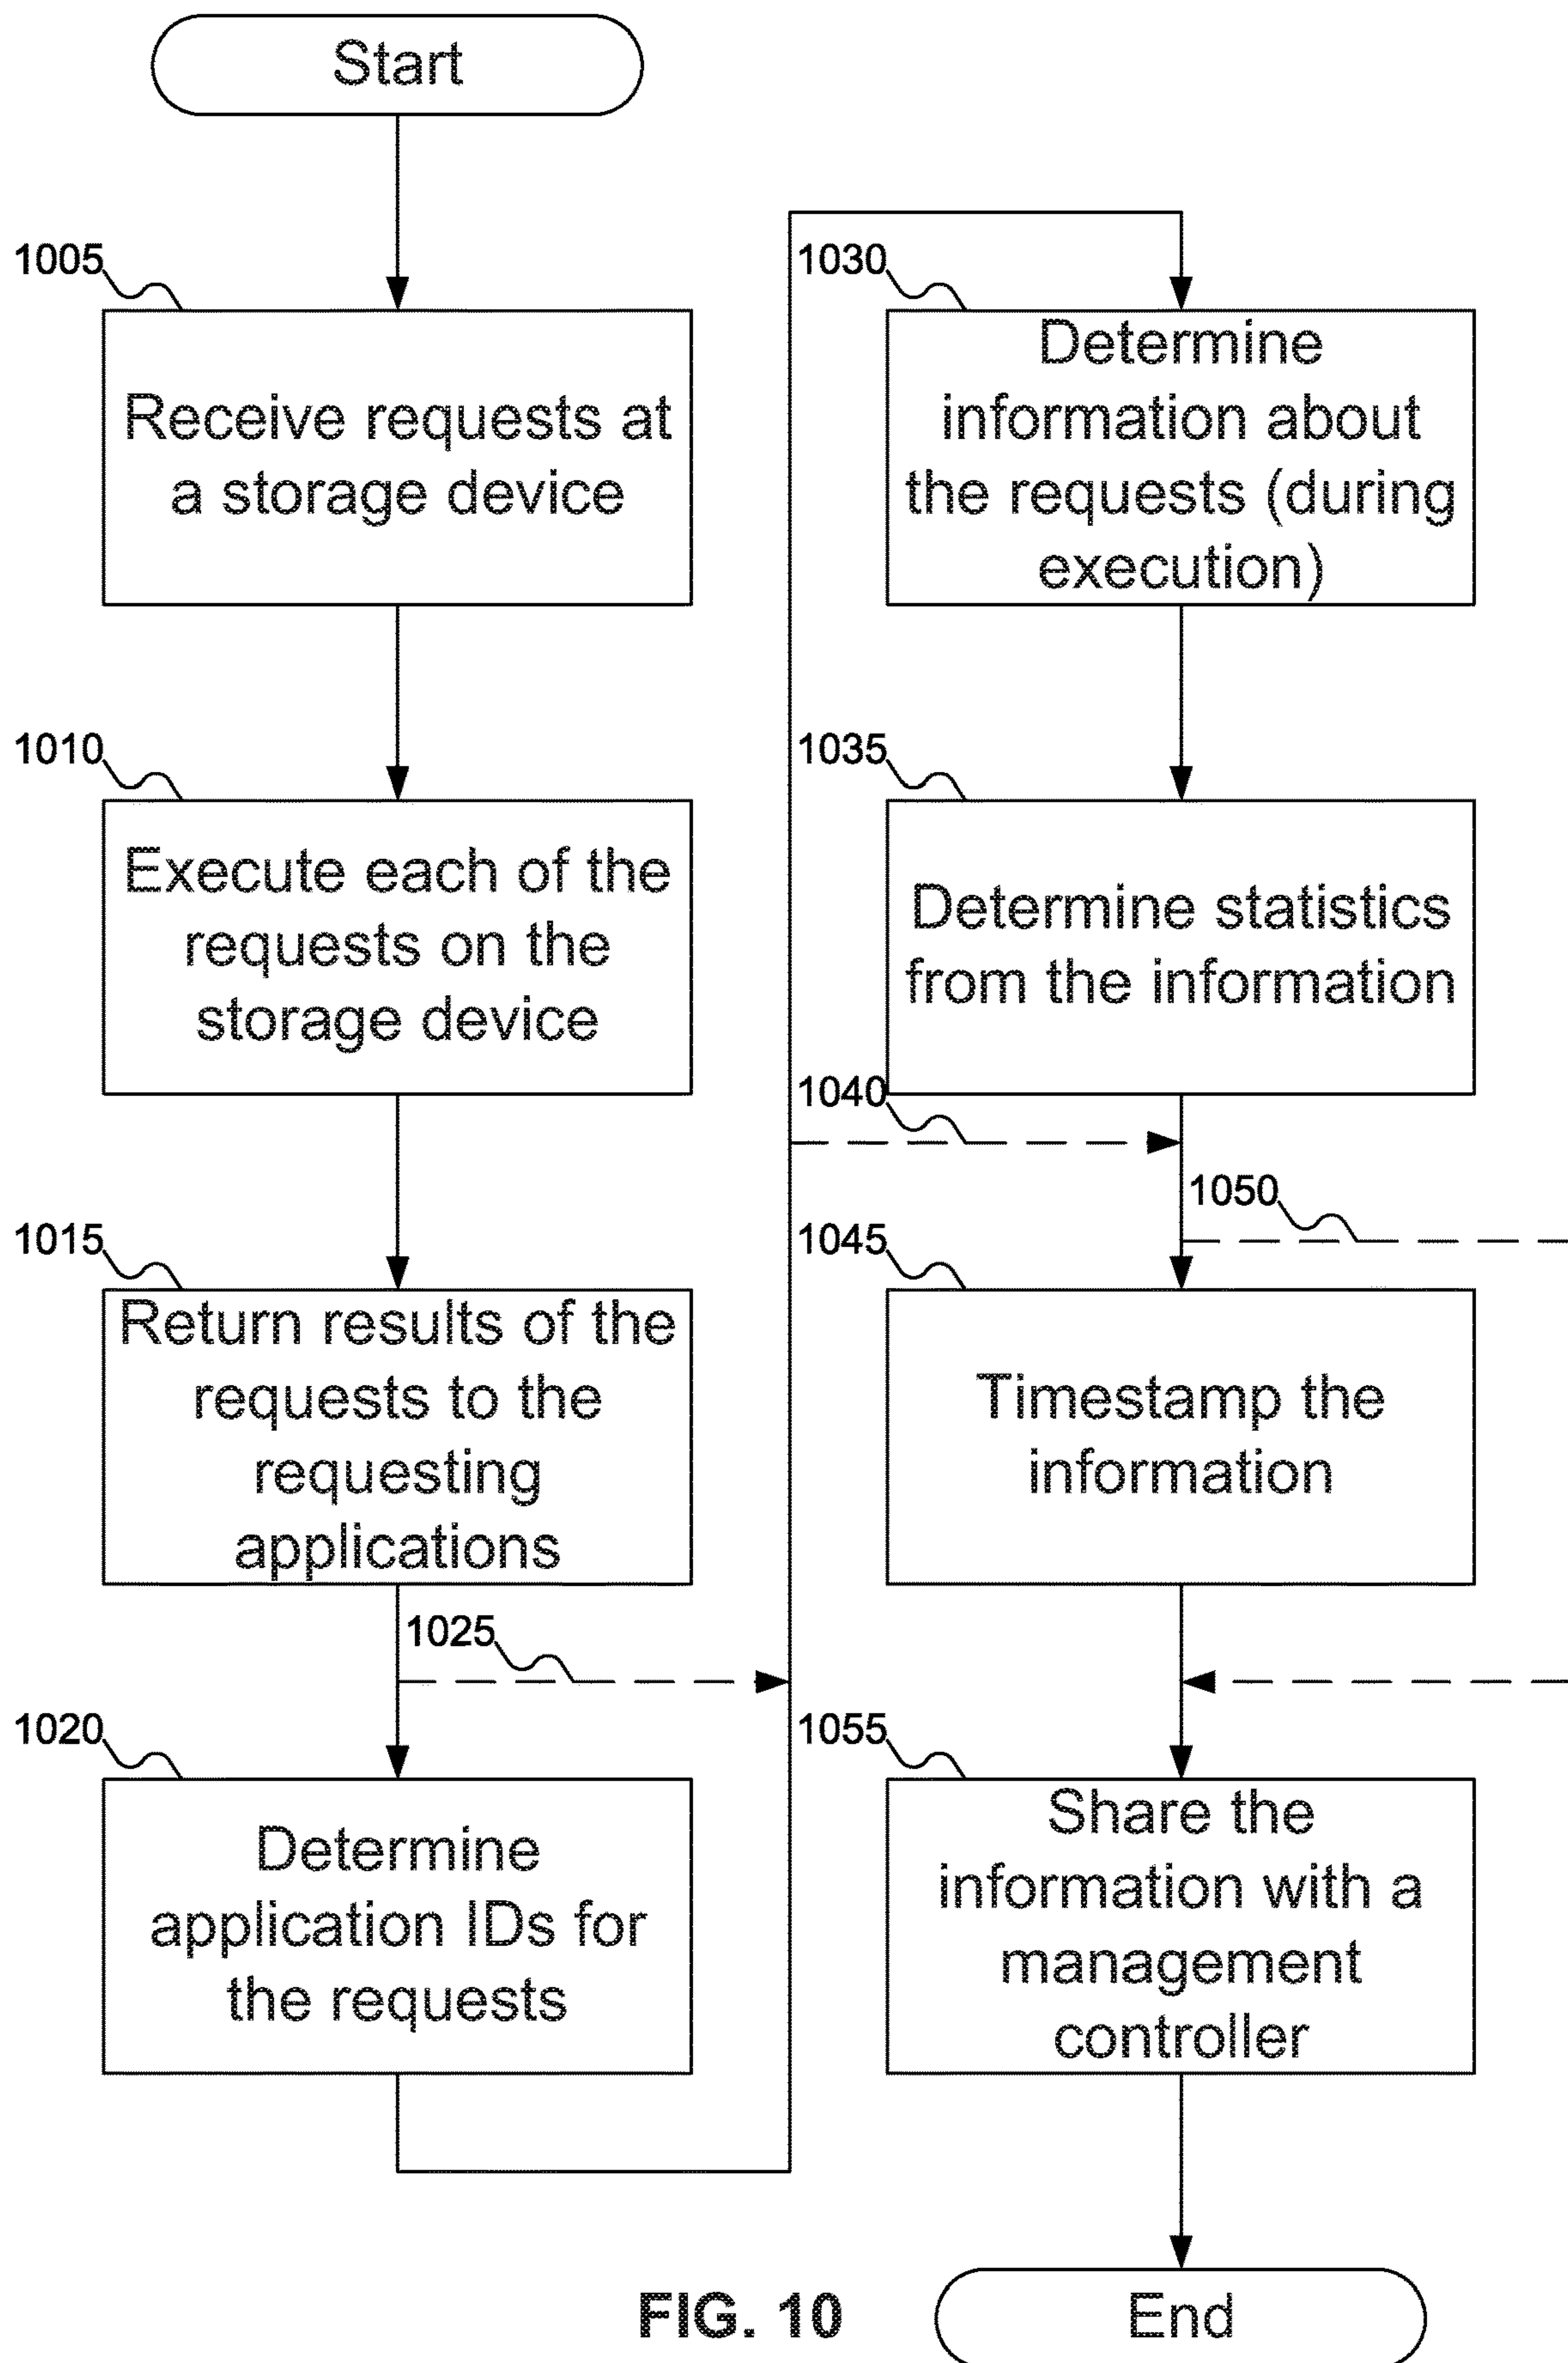 Start
1005
Receive requests at
a storage device
1010
Execute each of the
requests on the
storage device
1015
Return results of the
requests to the
requesting
applications
1025
1020
Determine
application IDs for
the requests
1030
Determine
information about
the requests (during
execution)
1035
Determine statistics
from the information
1040
1050
1045
Timestamp the
information
1055
Share the
information with a
management
controller
End
FIG. 10